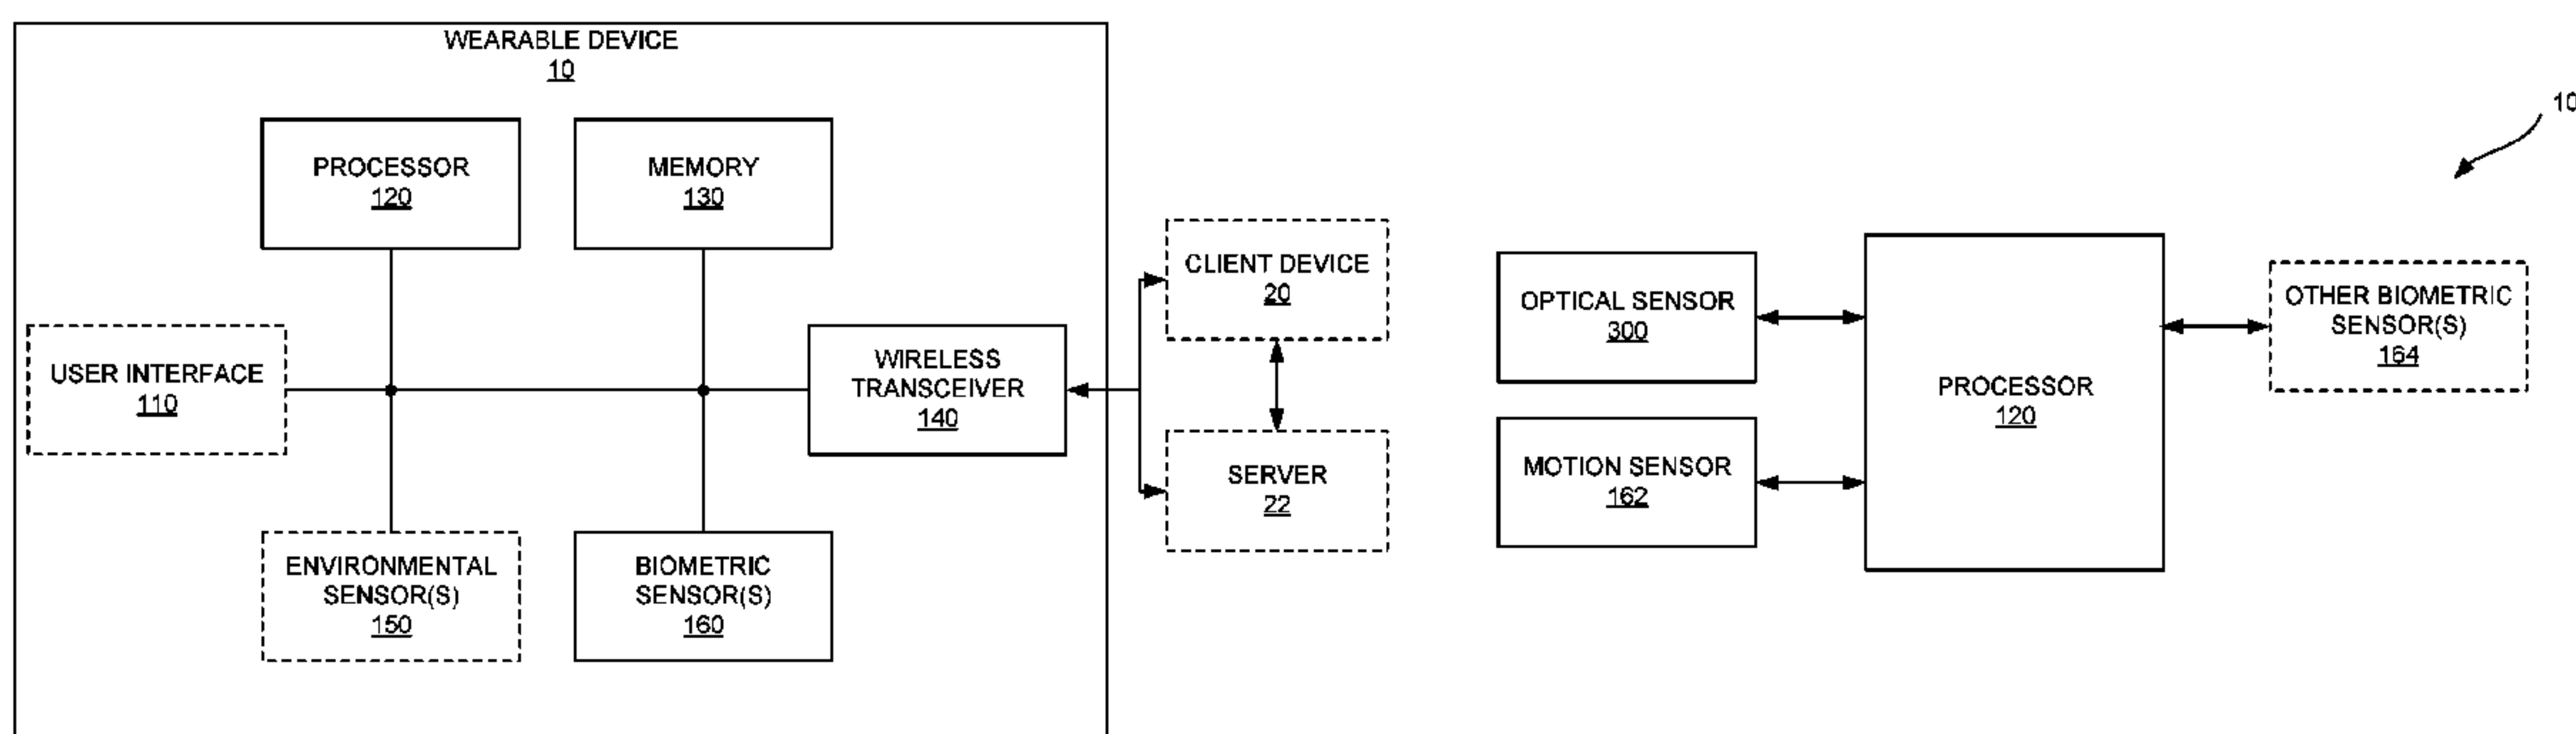 WEARABLE DEVICE
10
PROCESSOR
120
MEMORY
130
USER INTERFACE
110
WIRELESS
TRANSCEIVER
140
ENVIRONMENTAL
SENSOR(S)
150
BIOMETRIC
SENSOR(S)
160
CLIENT DEVICE
20
SERVER
22
OPTICAL SENSOR
300
MOTION SENSOR
162
PROCESSOR
120
OTHER BIOMETRIC
SENSOR(S)
164
10